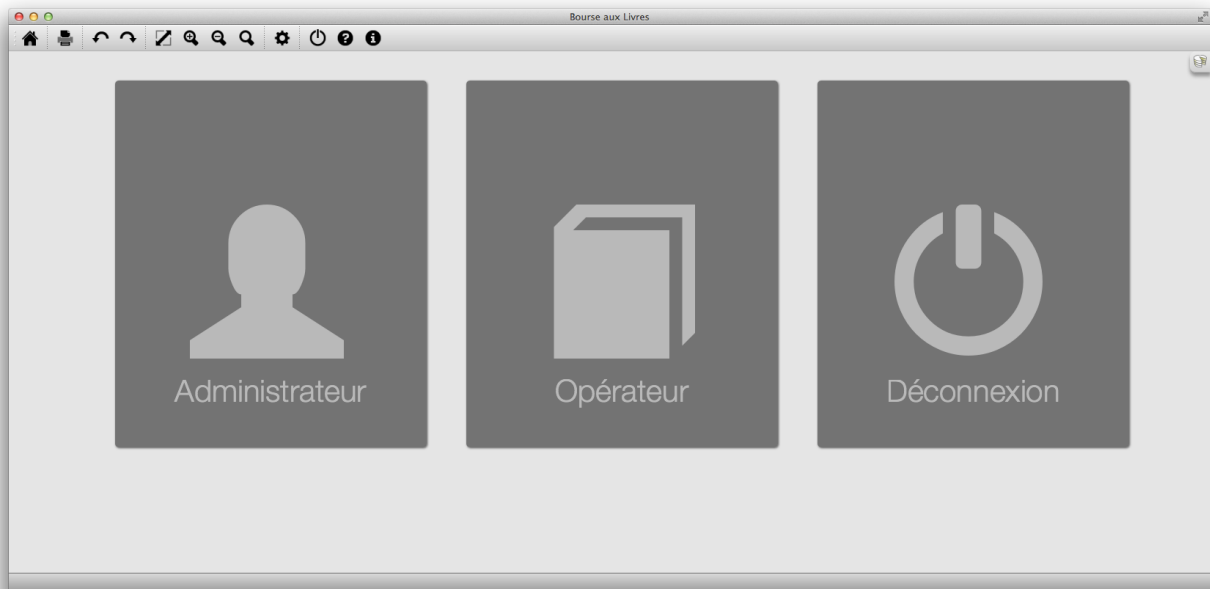 Bourse aux Livres
Administrateur
Opérateur
Déconnexion